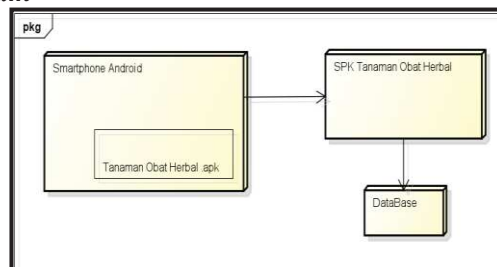 pkg
Smartphone Android
SPK Tanaman Obat Herbal
Tanaman Obat Herbal .apk
DataBase